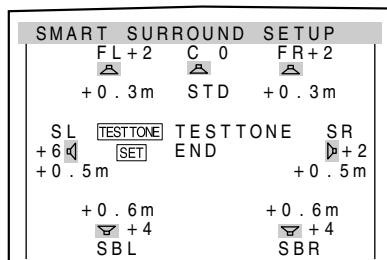 SMART SURROUND SETUP
FL+2 C 0 FR+2
+0.3m STD +0.3m
SL TESTTONE TESTTONE SR
+6 SET END +2
+0.5m +0.5m
+0.6m +0.6m
+4 +4
SBL SBR